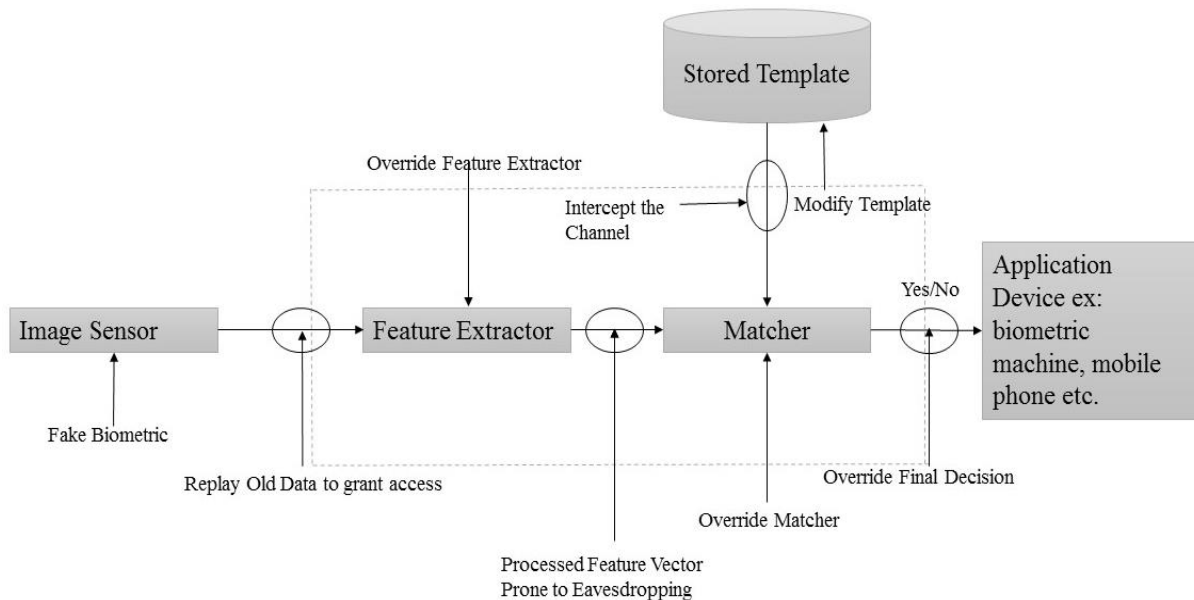 Stored Template
Override Feature Extractor
Intercept the
Channel
Modify Template
Image Sensor
Feature Extractor
Matcher
Yes/No
Application
Device ex:
biometric
machine, mobile
phone etc.
Fake Biometric
Replay Old Data to grant access
Override Final Decision
Override Matcher
Processed Feature Vector
Prone to Eavesdropping